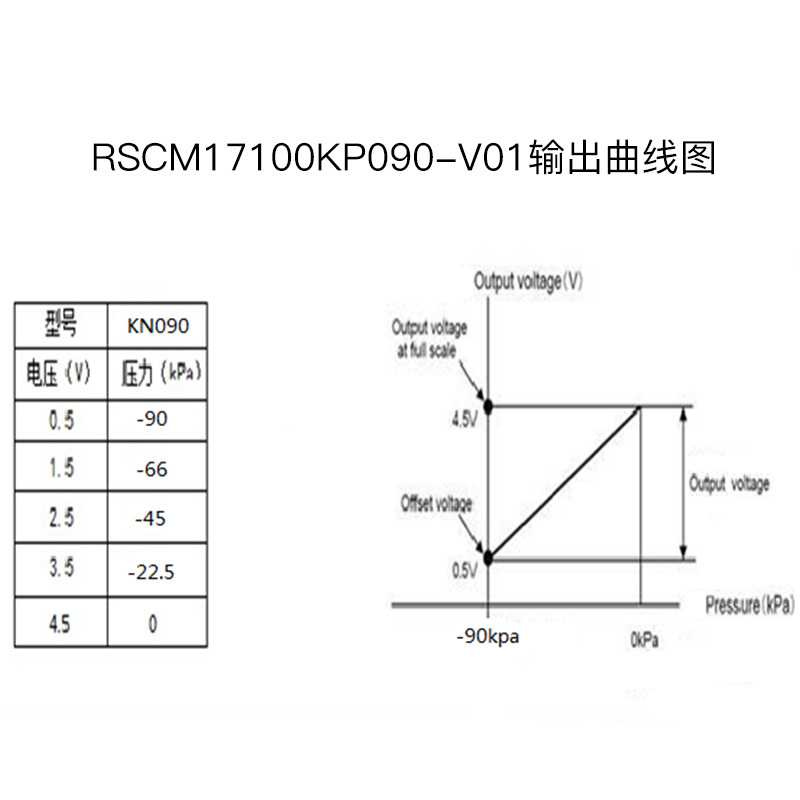 RSCM17100KP090-V01输出曲线图
型号 KN090
电压(V) 压力(kPa)
0.5 -90
1.5 -66
2.5 -45
3.5 -22.5
4.5 0
Output voltage(V)
Output voltage
at full scale
4.5V
Offset voltage
0.5V
Output voltage
Pressure(kPa)
-90kpa
0kPa